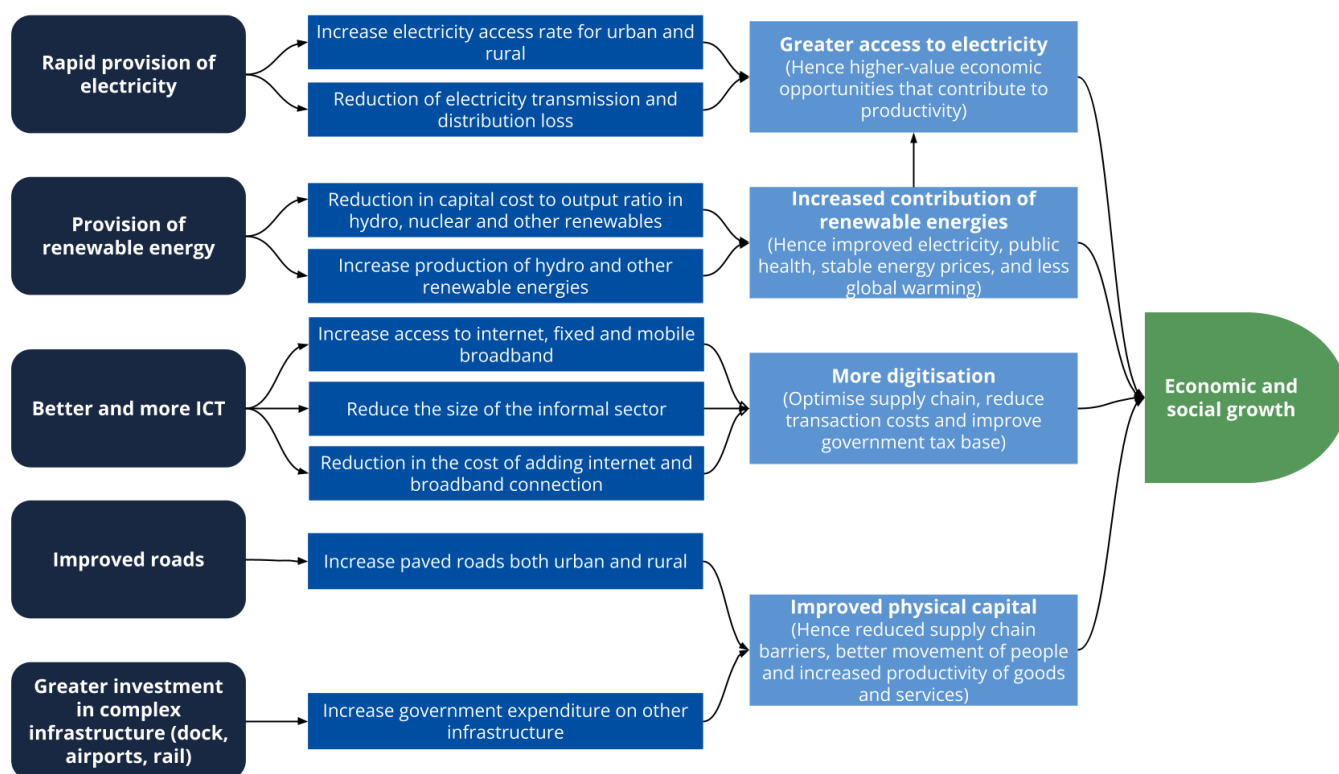 Rapid provision of
electricity
Increase electricity access rate for urban and
rural
Reduction of electricity transmission and
distribution loss
Greater access to electricity
(Hence higher-value economic
opportunities that contribute to
productivity)
Provision of
renewable energy
Reduction in capital cost to output ratio in
hydro, nuclear and other renewables
Increase production of hydro and other
renewable energies
Increased contribution of
renewable energies
(Hence improved electricity, public
health, stable energy prices, and less
global warming)
Better and more ICT
Increase access to internet, fixed and mobile
broadband
Reduce the size of the informal sector
Reduction in the cost of adding internet and
broadband connection
More digitisation
(Optimise supply chain, reduce
transaction costs and improve
government tax base)
Economic and
social growth
Improved roads
Increase paved roads both urban and rural
Greater investment
in complex
infrastructure (dock,
airports, rail)
Increase government expenditure on other
infrastructure
Improved physical capital
(Hence reduced supply chain
barriers, better movement of people
and increased productivity of goods
and services)